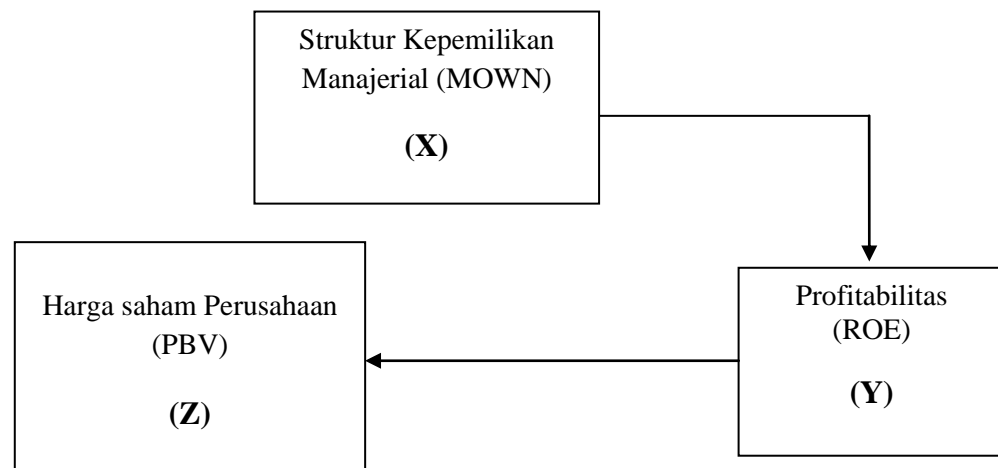 Struktur Kepemilikan
Manajerial (MOWN)
(X)
Harga saham Perusahaan
(PBV)
(Z)
Profitabilitas
(ROE)
(Y)